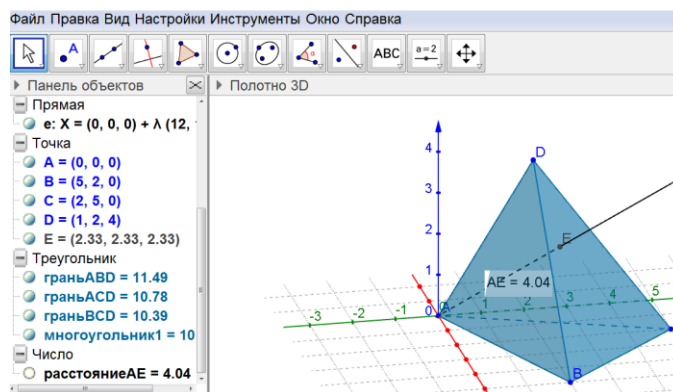 Файл Правка Вид Настройки Инструменты Окно Справка
A α ABC a=2
Панель объектов
Полотно 3D
Прямая
e: X = (0, 0, 0) + λ (12,
Точка
A = (0, 0, 0)
B = (5, 2, 0)
C = (2, 5, 0)
D = (1, 2, 4)
E = (2.33, 2.33, 2.33)
Треугольник
граньABD = 11.49
граньACD = 10.78
граньBCD = 10.39
многоугольник1 = 10
Число
расстояниеAE = 4.04
4
D
3
2
E
1
AE = 4.04
-3 -2 -1 0 0 1 2 3 4 5
B